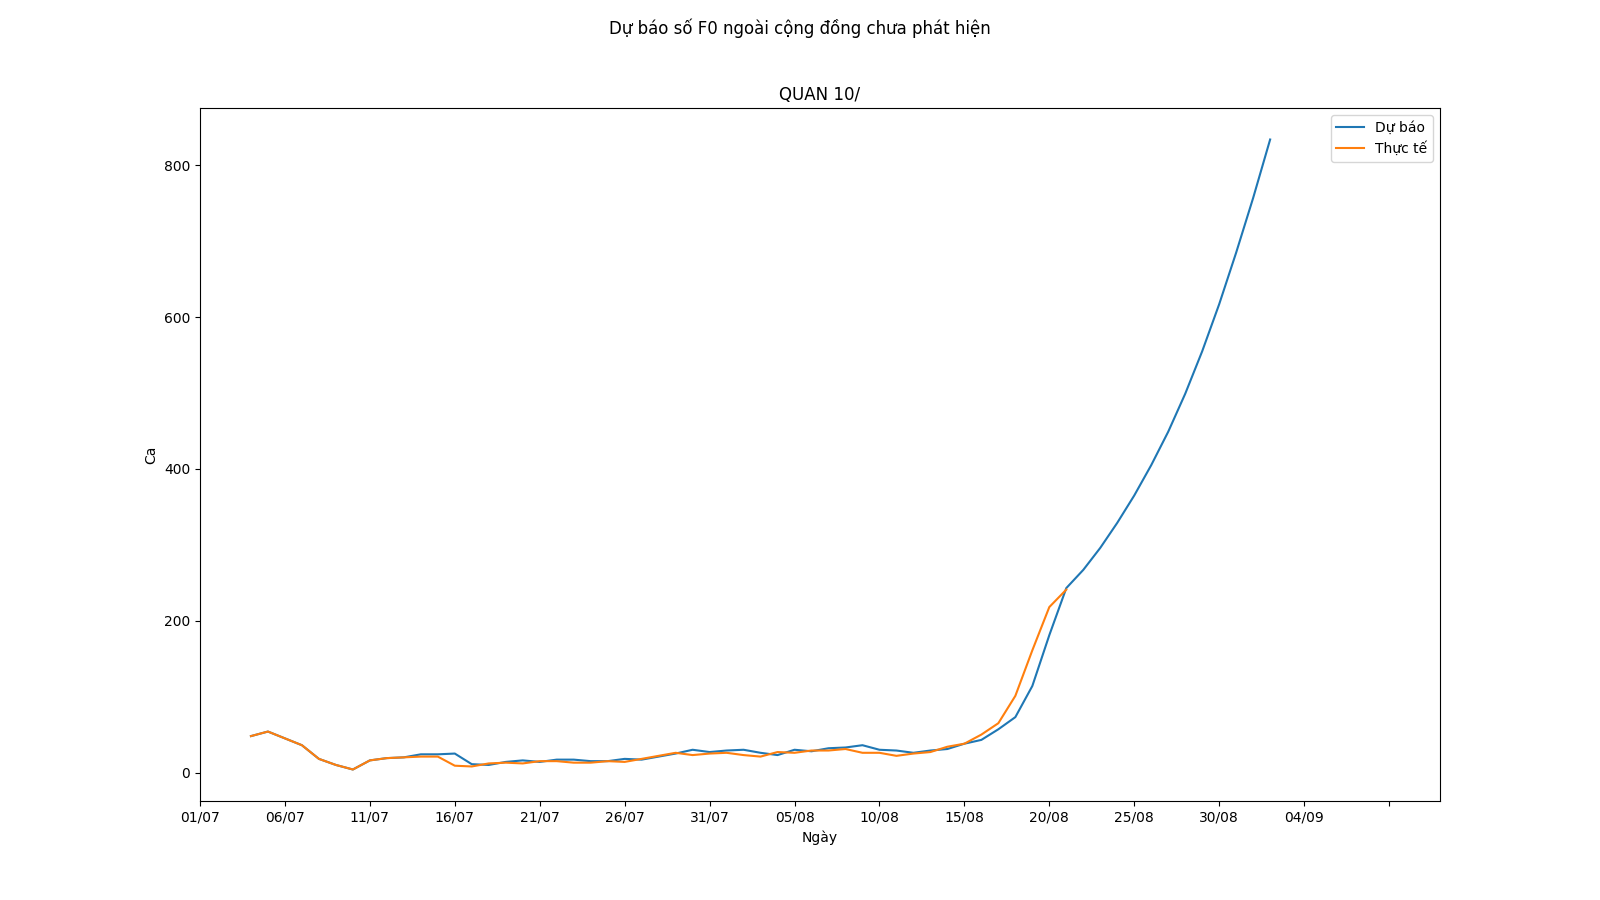 Dự báo số F0 ngoài cộng đồng chưa phát hiện
QUAN 10/
Dự báo
Thực tế
800
600
400
200
0
Ca
01/07 06/07 11/07 16/07 21/07 26/07 31/07 05/08 10/08 15/08 20/08 25/08 30/08 04/09
Ngày